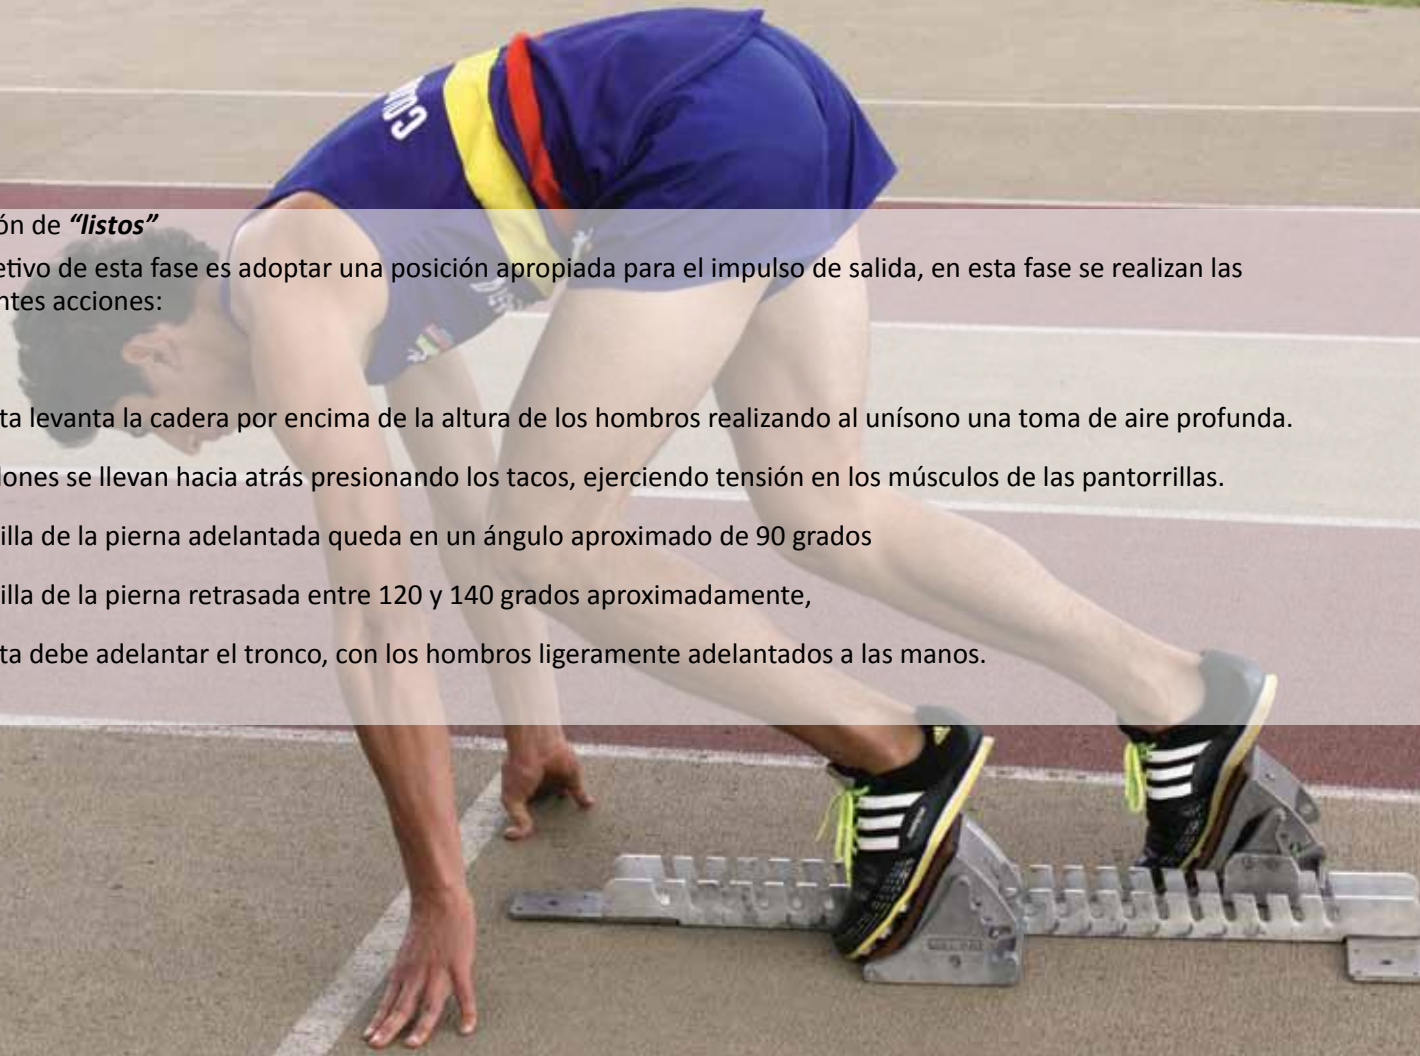 ón de “listos”
etivo de esta fase es adoptar una posición apropiada para el impulso de salida, en esta fase se realizan las
ntes acciones:
ta levanta la cadera por encima de la altura de los hombros realizando al unísono una toma de aire profunda.
lones se llevan hacia atrás presionando los tacos, ejerciendo tensión en los músculos de las pantorrillas.
illa de la pierna adelantada queda en un ángulo aproximado de 90 grados
illa de la pierna retrasada entre 120 y 140 grados aproximadamente,
ta debe adelantar el tronco, con los hombros ligeramente adelantados a las manos.